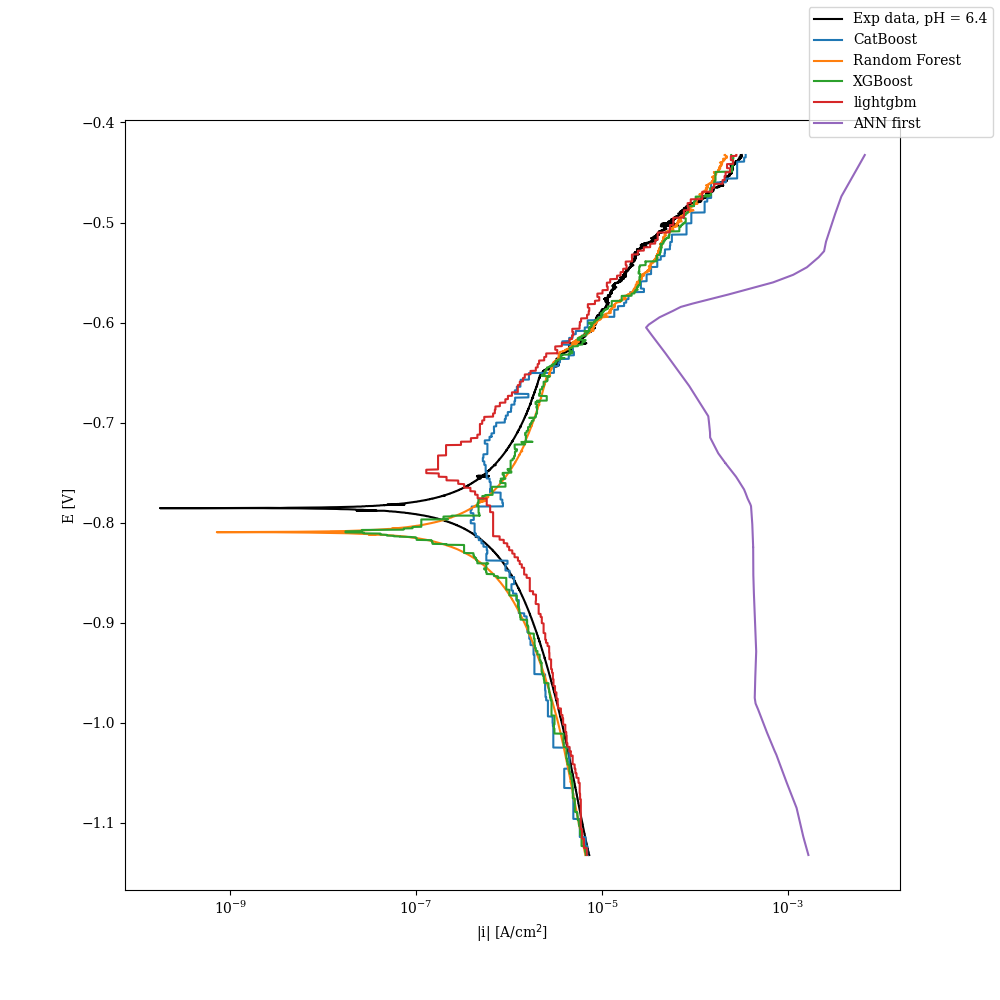 Exp data, pH = 6.4
CatBoost
Random Forest
XGBoost
lightgbm
ANN first
−0.4
−0.5
−0.6
−0.7
−0.8
−0.9
−1.0
−1.1
E [V]
10⁻⁹
10⁻⁷
10⁻⁵
10⁻³
|i| [A/cm²]